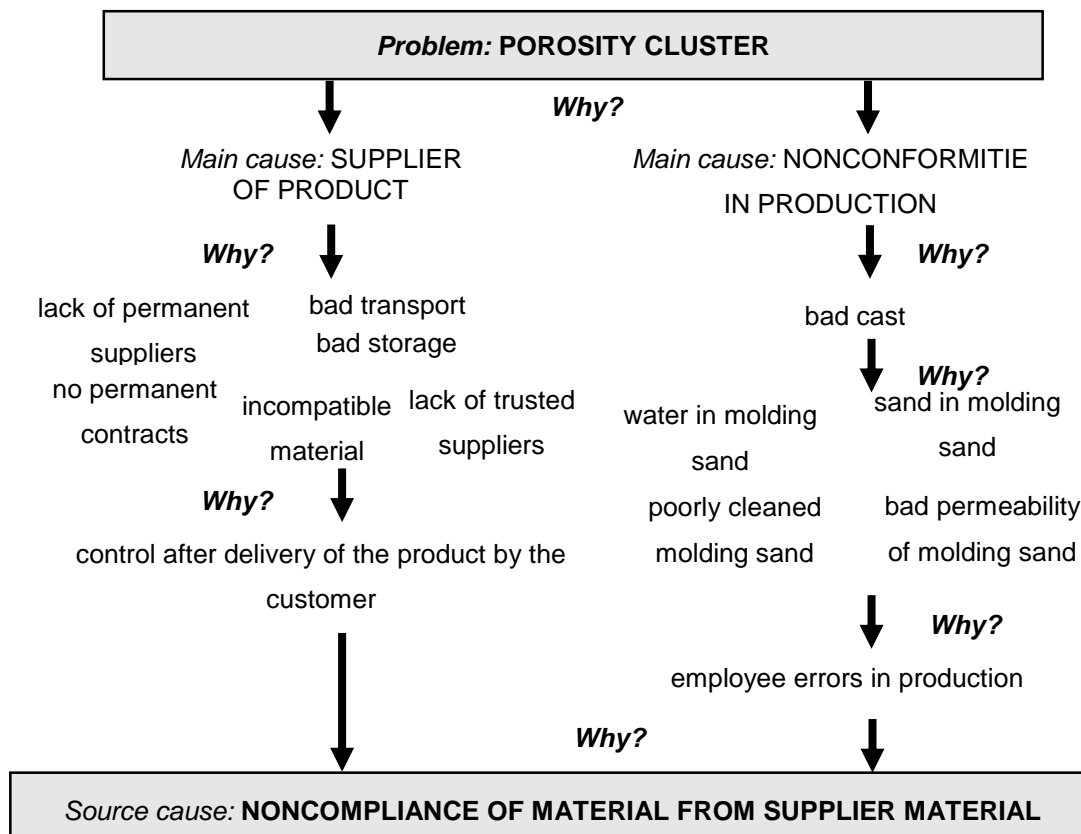 Problem: POROSITY CLUSTER
Why?
Main cause: SUPPLIER
OF PRODUCT
Main cause: NONCONFORMITIE
IN PRODUCTION
Why?
Why?
lack of permanent
suppliers
bad transport
bad storage
no permanent
contracts
incompatible
material
lack of trusted
suppliers
bad cast
Why?
water in molding
sand
sand in molding
sand
poorly cleaned
molding sand
bad permeability
of molding sand
Why?
control after delivery of the product by the
customer
Why?
employee errors in production
Why?
Source cause: NONCOMPLIANCE OF MATERIAL FROM SUPPLIER MATERIAL